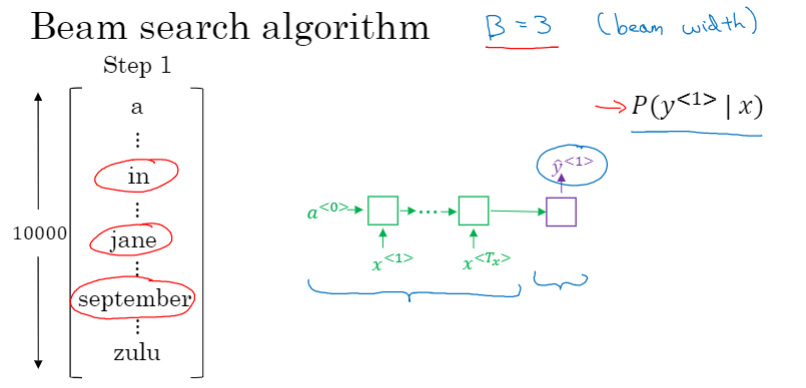 Beam search algorithm
B = 3 (beam width)
Step 1
a
⋮
in
⋮
jane
⋮
september
⋮
zulu
10000
P(y<1> | x)
ŷ<1>
a<0> ...
x<1> x<Tx>